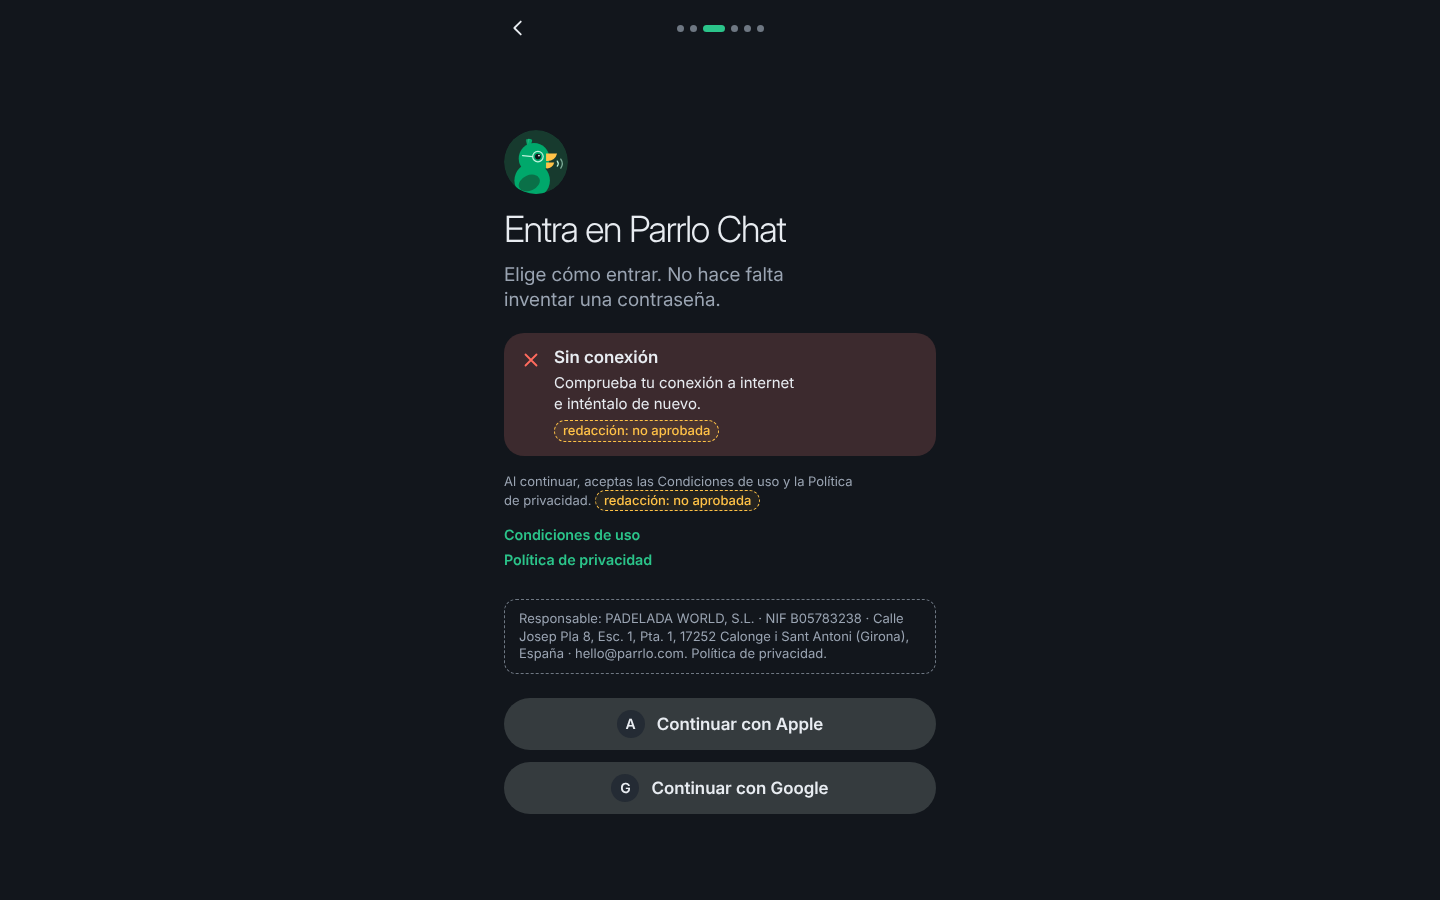 Entra en Parrlo Chat
Elige cómo entrar. No hace falta
inventar una contraseña.
Sin conexión
Comprueba tu conexión a internet
e inténtalo de nuevo.
redacción: no aprobada
Al continuar, aceptas las Condiciones de uso y la Política
de privacidad. redacción: no aprobada
Condiciones de uso
Política de privacidad
Responsable: PADELADA WORLD, S.L. · NIF B05783238 · Calle
Josep Pla 8, Esc. 1, Pta. 1, 17252 Calonge i Sant Antoni (Girona),
España · hello@parrlo.com. Política de privacidad.
A Continuar con Apple
G Continuar con Google